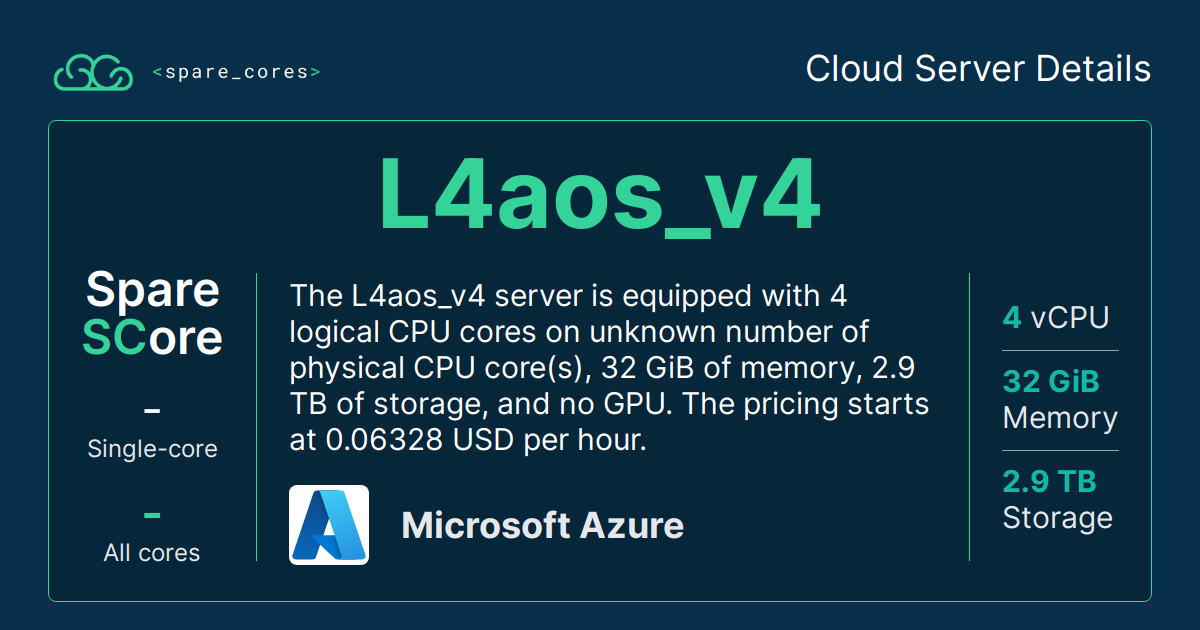 <spare_cores>
Cloud Server Details
L4aos_v4
Spare
SCore
–
Single-core
–
All cores
The L4aos_v4 server is equipped with 4
logical CPU cores on unknown number of
physical CPU core(s), 32 GiB of memory, 2.9
TB of storage, and no GPU. The pricing starts
at 0.06328 USD per hour.
Microsoft Azure
4 vCPU
32 GiB
Memory
2.9 TB
Storage